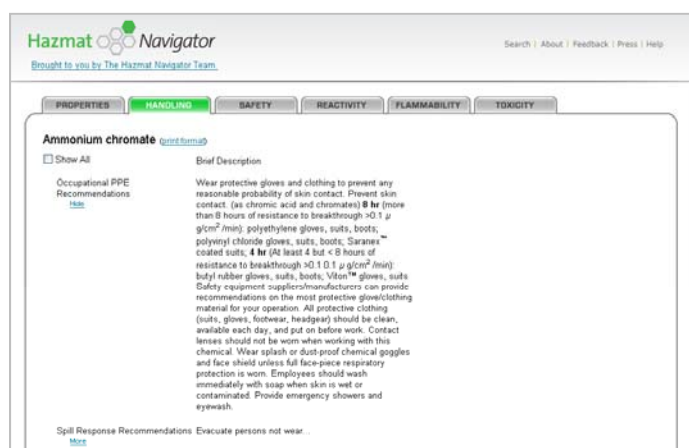 Hazmat Navigator
Search | About | Feedback | Press | Help
Brought to you by The Hazmat Navigator Team.
PROPERTIES HANDLING SAFETY REACTIVITY FLAMMABILITY TOXICITY
Ammonium chromate (print format)
Show All Brief Description
Occupational PPE Wear protective gloves and clothing to prevent any
Recommendations reasonable probability of skin contact. Prevent skin
Hide contact. (as chromic acid and chromates) 8 hr (more
than 8 hours of resistance to breakthrough >0.1 µ
g/cm² /min): polyethylene gloves, suits, boots;
polyvinyl chloride gloves, suits, boots; Saranex™
coated suits; 4 hr (At least 4 but < 8 hours of
resistance to breakthrough >0.1 0.1 µ g/cm² /min):
butyl rubber gloves, suits, boots; Viton™ gloves, suits
Safety equipment suppliers/manufacturers can provide
recommendations on the most protective glove/clothing
material for your operation. All protective clothing
(suits, gloves, footwear, headgear) should be clean,
available each day, and put on before work. Contact
lenses should not be worn when working with this
chemical. Wear splash or dust-proof chemical goggles
and face shield unless full face-piece respiratory
protection is worn. Employees should wash
immediately with soap when skin is wet or
contaminated. Provide emergency showers and
eyewash.
Spill Response Recommendations Evacuate persons not wear...
More